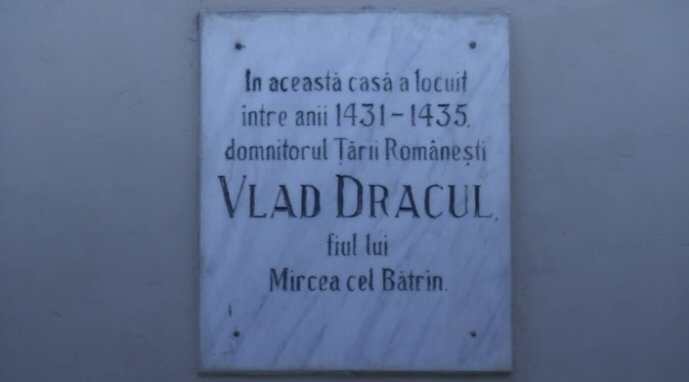 In această casă a locuit
intre anii 1431-1435,
domnitorul Țării Românești
VLAD DRACUL,
fiul lui
Mircea cel Bătrin.